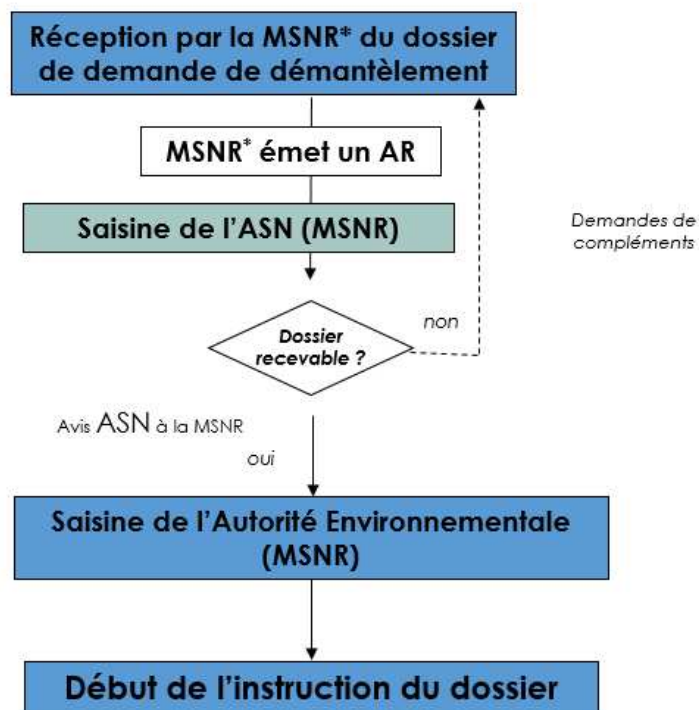 Réception par la MSNR* du dossier
de demande de démantèlement
MSNR* émet un AR
Saisine de l'ASN (MSNR)
Demandes de
compléments
non
Dossier
recevable ?
Avis ASN à la MSNR
oui
Saisine de l'Autorité Environnementale
(MSNR)
Début de l'instruction du dossier